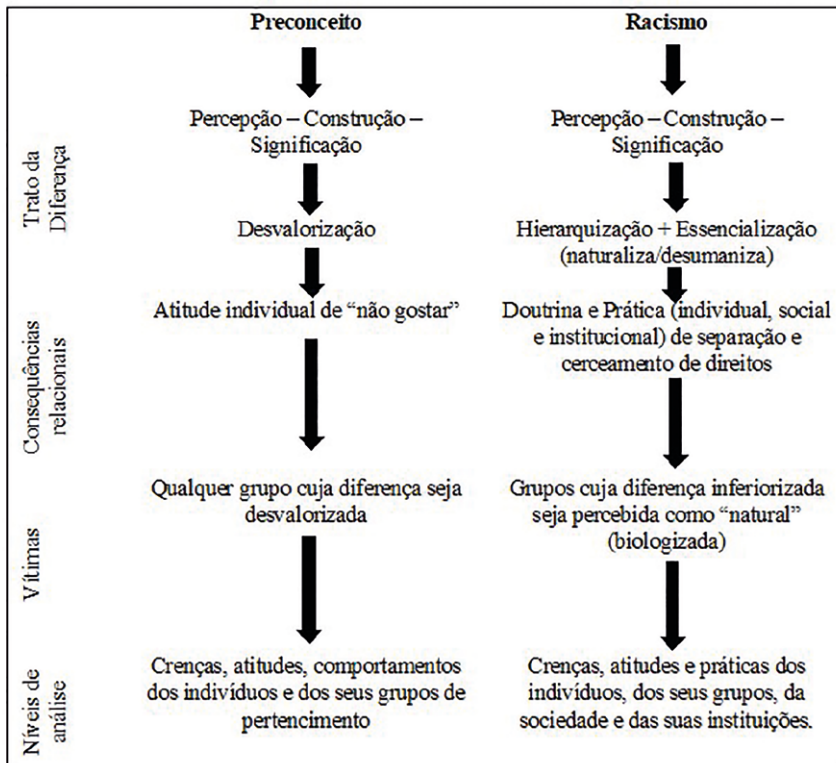 Preconceito
Racismo
Trato da
Diferença
Percepção – Construção –
Significação
Percepção – Construção –
Significação
Desvalorização
Hierarquização + Essencialização
(naturaliza/desumaniza)
Consequências
relacionais
Atitude individual de “não gostar”
Doutrina e Prática (individual, social
e institucional) de separação e
cerceamento de direitos
Vítimas
Qualquer grupo cuja diferença seja
desvalorizada
Grupos cuja diferença inferiorizada
seja percebida como “natural”
(biologizada)
Níveis de
análise
Crenças, atitudes, comportamentos
dos indivíduos e dos seus grupos de
pertencimento
Crenças, atitudes e práticas dos
indivíduos, dos seus grupos, da
sociedade e das suas instituições.